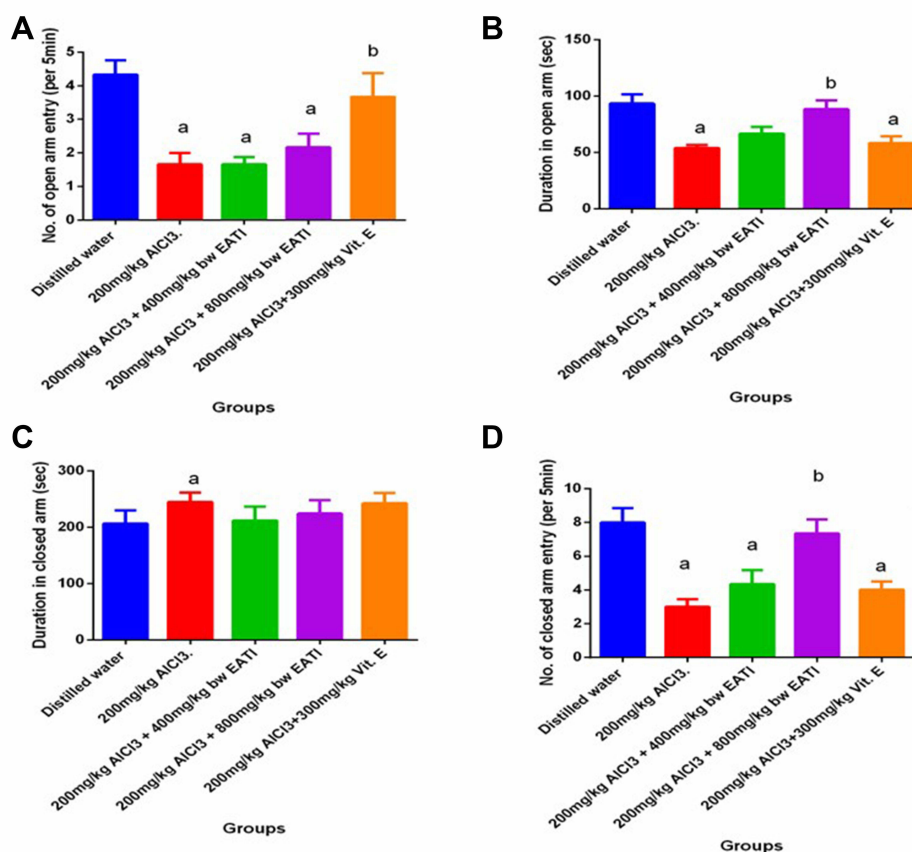 A
No. of open arm entry (per 5min)
5
4
3
2
1
0
a
a
a
b
Distilled water
200mg/kg AlCl3.
200mg/kg AlCl3 + 400mg/kg bw EATI
200mg/kg AlCl3 + 800mg/kg bw EATI
200mg/kg AlCl3+300mg/kg Vit. E
Groups
B
Duration in open arm (sec)
150
100
50
0
a
b
a
Distilled water
200mg/kg AlCl3.
200mg/kg AlCl3 + 400mg/kg bw EATI
200mg/kg AlCl3 + 800mg/kg bw EATI
200mg/kg AlCl3+300mg/kg Vit. E
Groups
C
Duration in closed arm (sec)
300
200
100
0
a
Distilled water
200mg/kg AlCl3.
200mg/kg AlCl3 + 400mg/kg bw EATI
200mg/kg AlCl3 + 800mg/kg bw EATI
200mg/kg AlCl3+300mg/kg Vit. E
Groups
D
No. of closed arm entry (per 5min)
10
8
6
4
2
0
a
a
b
a
Distilled water
200mg/kg AlCl3.
200mg/kg AlCl3 + 400mg/kg bw EATI
200mg/kg AlCl3 + 800mg/kg bw EATI
200mg/kg AlCl3+300mg/kg Vit. E
Groups